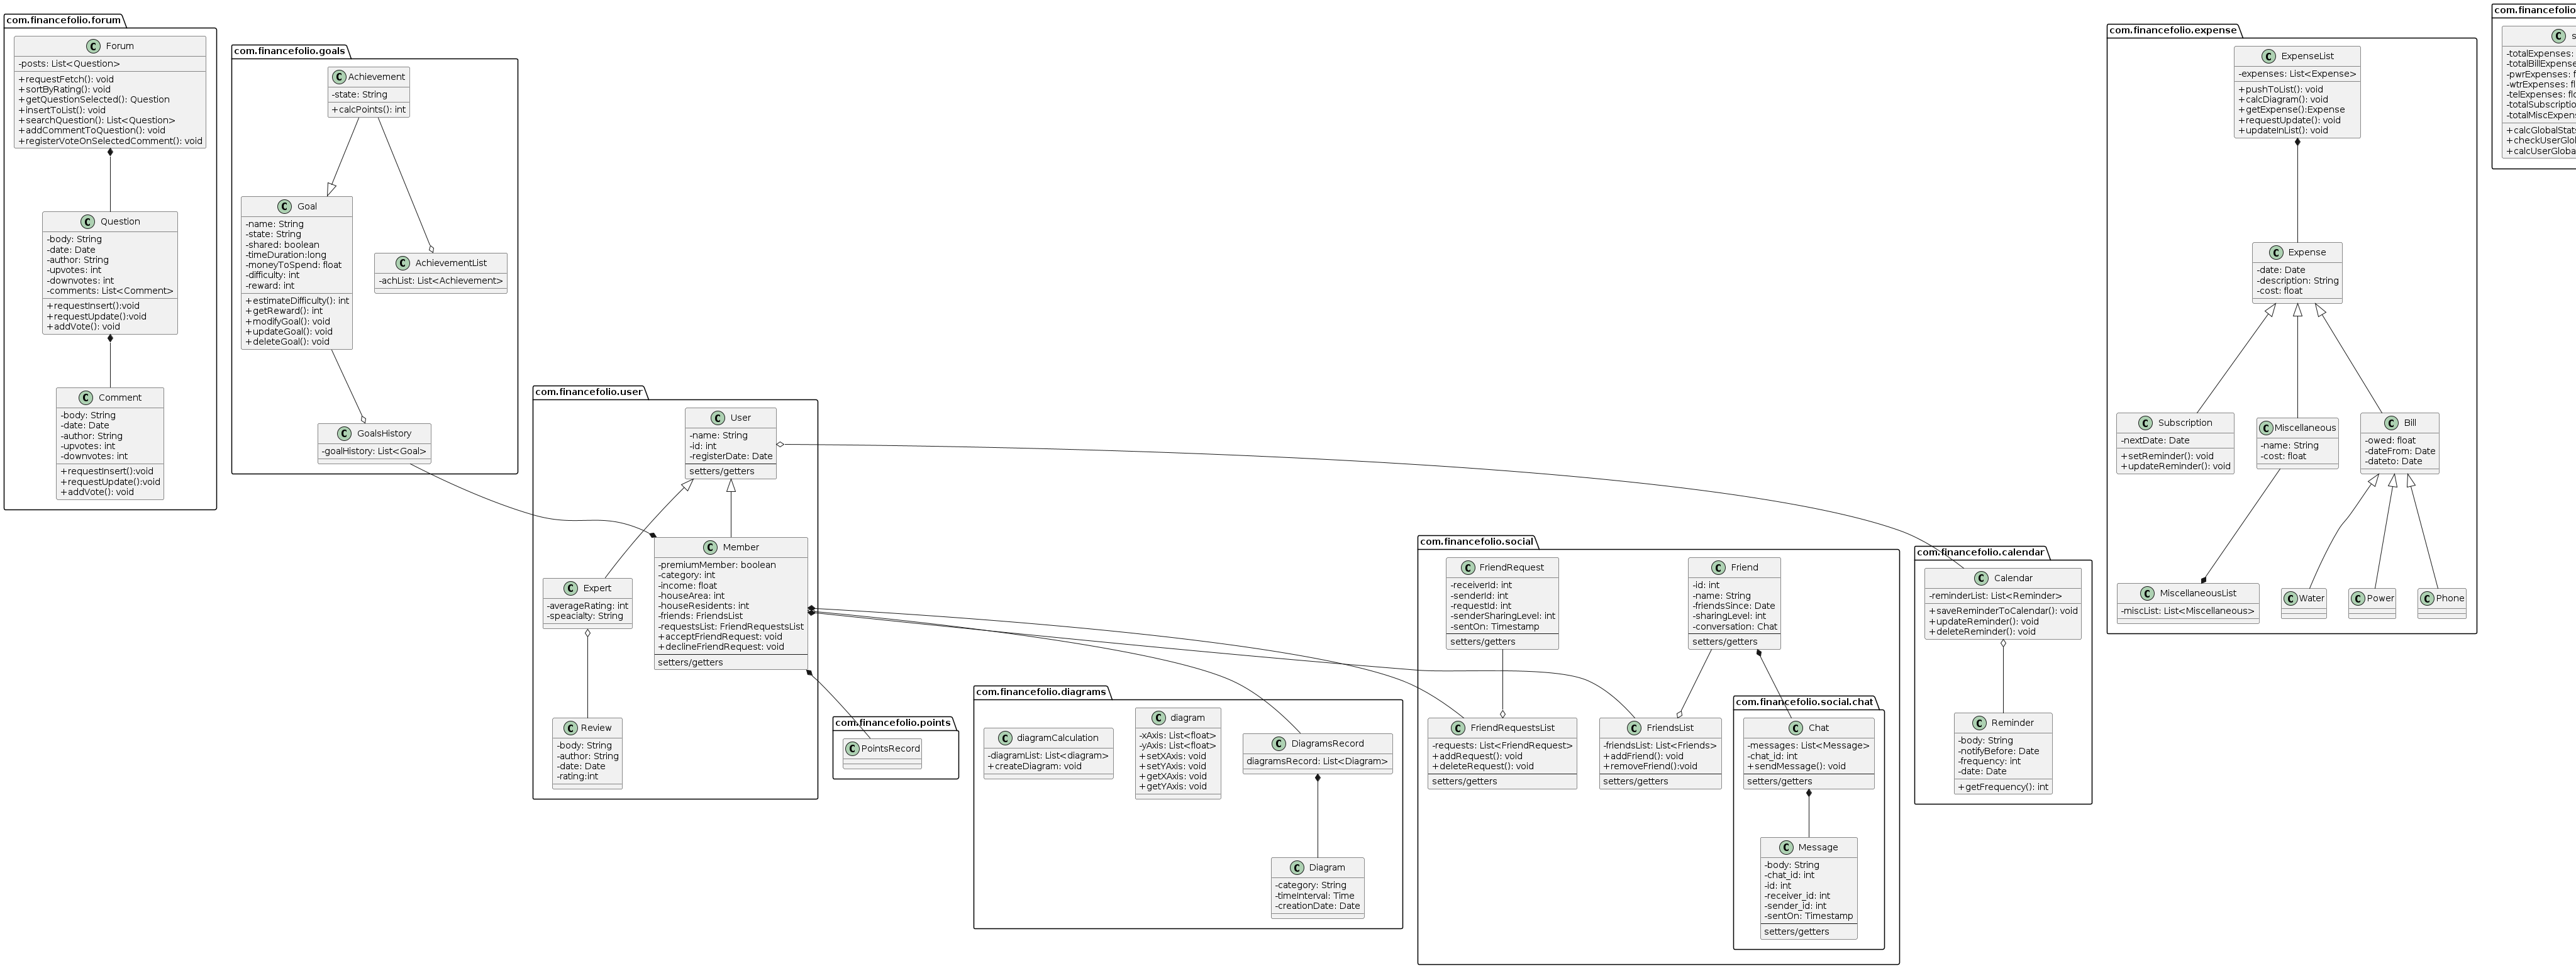 com.financefolio.forum
C Forum
-posts: List<Question>
+requestFetch(): void
+sortByRating(): void
+getQuestionSelected(): Question
+insertToList(): void
+searchQuestion(): List<Question>
+addCommentToQuestion(): void
+registerVoteOnSelectedComment(): void
C Question
-body: String
-date: Date
-author: String
-upvotes: int
-downvotes: int
-comments: List<Comment>
+requestInsert():void
+requestUpdate():void
+addVote(): void
C Comment
-body: String
-date: Date
-author: String
-upvotes: int
-downvotes: int
+requestInsert():void
+requestUpdate():void
+addVote(): void
com.financefolio.goals
C Achievement
-state: String
+calcPoints(): int
C Goal
-name: String
-state: String
-shared: boolean
-timeDuration:long
-moneyToSpend: float
-difficulty: int
-reward: int
+estimateDifficulty(): int
+getReward(): int
+modifyGoal(): void
+updateGoal(): void
+deleteGoal(): void
C AchievementList
-achList: List<Achievement>
C GoalsHistory
-goalHistory: List<Goal>
com.financefolio.user
C User
-name: String
-id: int
-registerDate: Date
setters/getters
C Member
-premiumMember: boolean
-category: int
-income: float
-houseArea: int
-houseResidents: int
-friends: FriendsList
-requestsList: FriendRequestsList
+acceptFriendRequest: void
+declineFriendRequest: void
setters/getters
C Expert
-averageRating: int
-speacialty: String
C Review
-body: String
-author: String
-date: Date
-rating:int
com.financefolio.points
C PointsRecord
com.financefolio.diagrams
C diagramCalculation
-diagramList: List<diagram>
+createDiagram: void
C diagram
-xAxis: List<float>
-yAxis: List<float>
+setXAxis: void
+setYAxis: void
+getXAxis: void
+getYAxis: void
C DiagramsRecord
diagramsRecord: List<Diagram>
C Diagram
-category: String
-timeInterval: Time
-creationDate: Date
com.financefolio.social
C FriendRequest
-receiverId: int
-senderId: int
-requestId: int
-senderSharingLevel: int
-sentOn: Timestamp
setters/getters
C Friend
-id: int
-name: String
-friendsSince: Date
-sharingLevel: int
-conversation: Chat
setters/getters
C FriendRequestsList
-requests: List<FriendRequest>
+addRequest(): void
+deleteRequest(): void
setters/getters
C FriendsList
-friendsList: List<Friends>
+addFriend(): void
+removeFriend():void
setters/getters
com.financefolio.social.chat
C Chat
-messages: List<Message>
-chat_id: int
+sendMessage(): void
setters/getters
C Message
-body: String
-chat_id: int
-id: int
-receiver_id: int
-sender_id: int
-sentOn: Timestamp
setters/getters
com.financefolio.calendar
C Calendar
-reminderList: List<Reminder>
+saveReminderToCalendar(): void
+updateReminder(): void
+deleteReminder(): void
C Reminder
-body: String
-notifyBefore: Date
-frequency: int
-date: Date
+getFrequency(): int
com.financefolio.expense
C ExpenseList
-expenses: List<Expense>
+pushToList(): void
+calcDiagram(): void
+getExpense():Expense
+requestUpdate(): void
+updateInList(): void
C Expense
-date: Date
-description: String
-cost: float
C Subscription
-nextDate: Date
+setReminder(): void
+updateReminder(): void
C Miscellaneous
-name: String
-cost: float
C Bill
-owed: float
-dateFrom: Date
-dateto: Date
C MiscellaneousList
-miscList: List<Miscellaneous>
C Water
C Power
C Phone
com.financefolio
C s
-totalExpenses:
-totalBillExpense
-pwrExpenses: fl
-wtrExpenses: fl
-telExpenses: flo
-totalSubscriptio
-totalMiscExpens
+calcGlobalStat
+checkUserGlo
+calcUserGloba